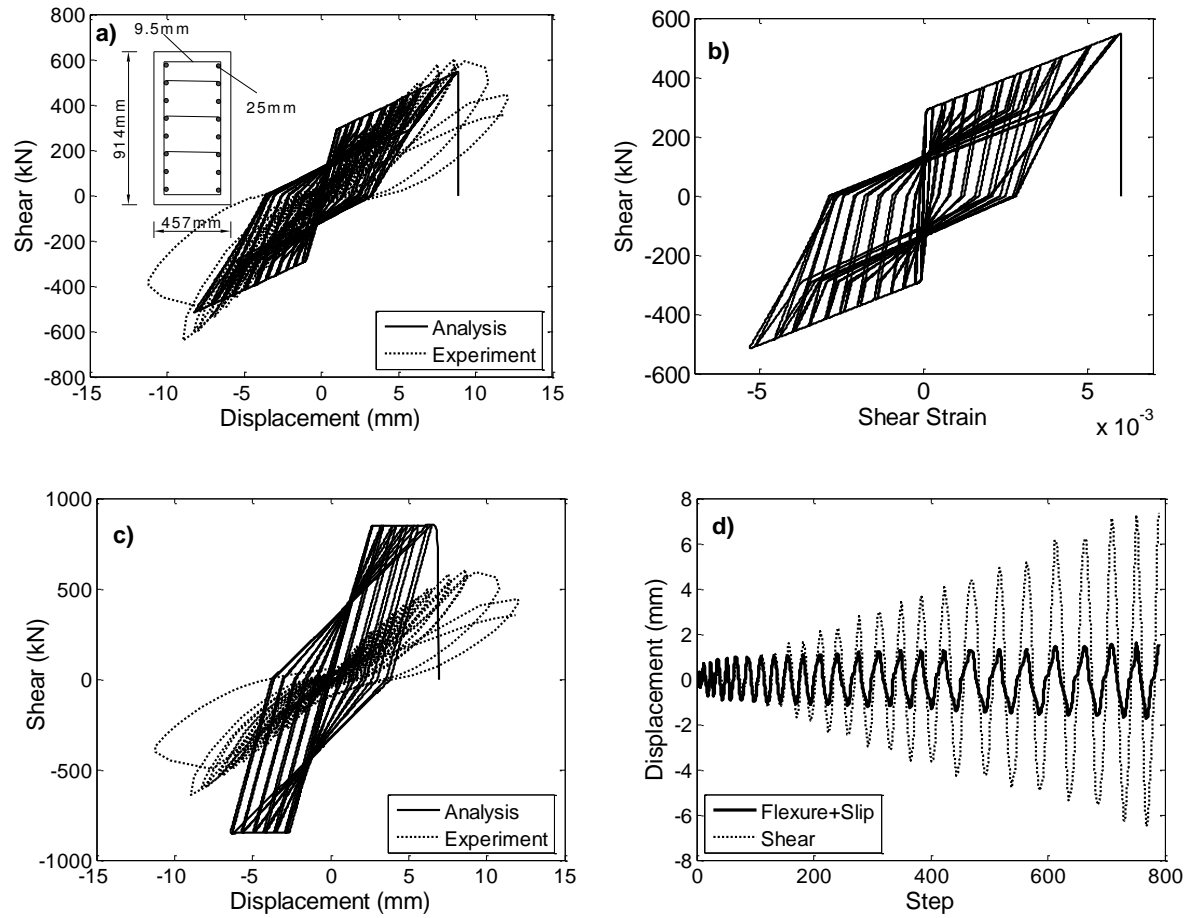 a)
9.5mm
25mm
914mm
457mm
800
600
400
200
0
-200
-400
-600
-800
-15 -10 -5 0 5 10 15
Shear (kN)
Displacement (mm)
Analysis
Experiment
b)
600
400
200
0
-200
-400
-600
-5 0 5
x 10-3
Shear (kN)
Shear Strain
c)
1000
500
0
-500
-1000
-15 -10 -5 0 5 10 15
Shear (kN)
Displacement (mm)
Analysis
Experiment
d)
8
6
4
2
0
-2
-4
-6
-8
0 200 400 600 800
Displacement (mm)
Step
Flexure+Slip
Shear